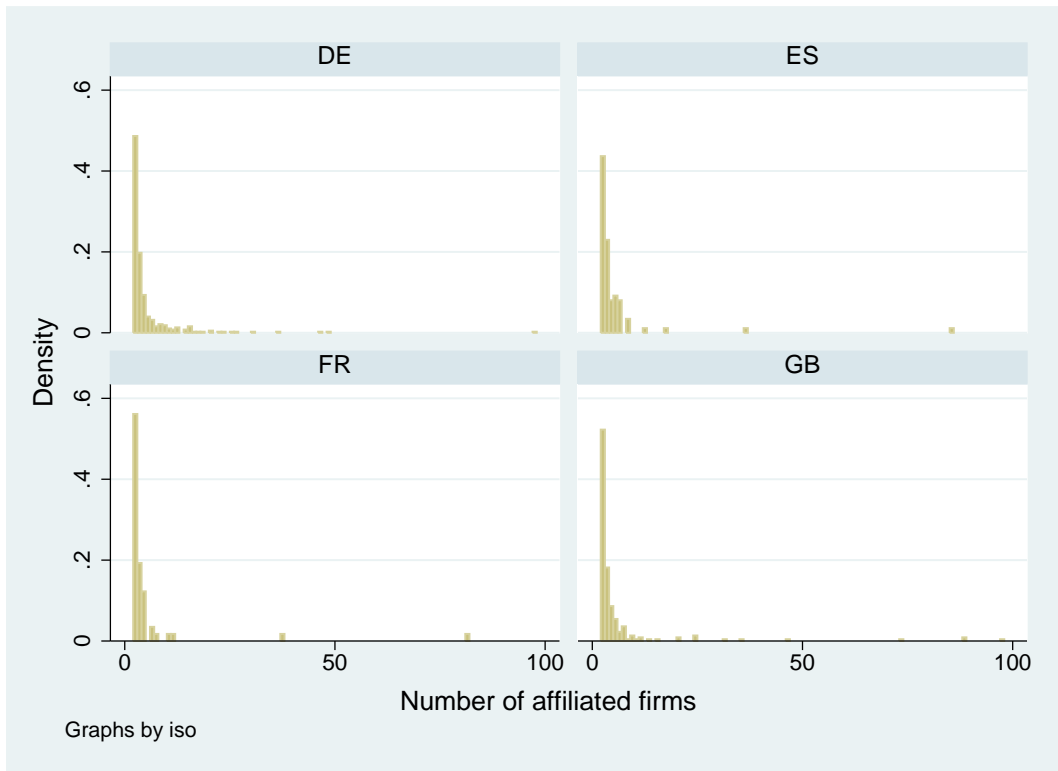 DE
ES
.6
.4
.2
0
FR
GB
.6
.4
.2
0
0
50
100
0
50
100
Density
Number of affiliated firms
Graphs by iso